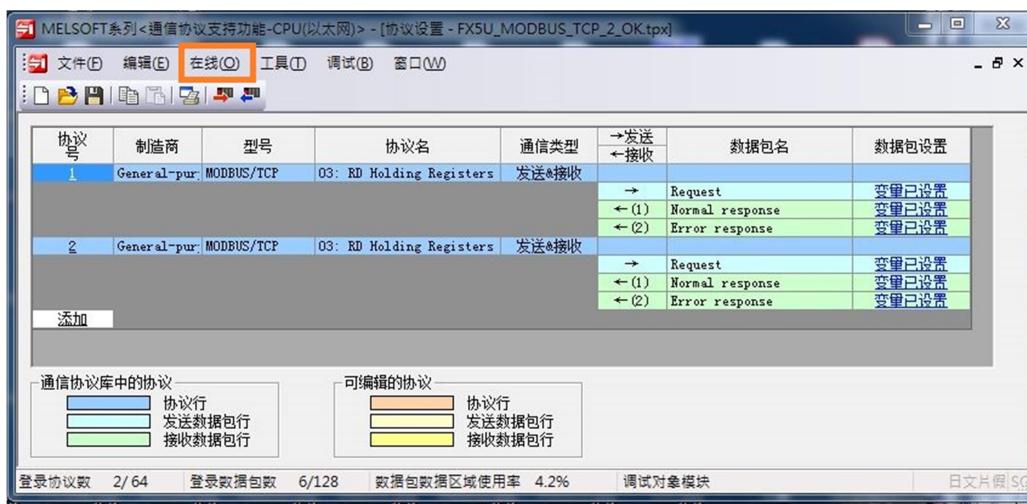 MELSOFT系列<通信协议支持功能-CPU(以太网)> - [协议设置 - FX5U_MODBUS_TCP_2_OK.tpx]
文件(F) 编辑(E) 在线(O) 工具(T) 调试(B) 窗口(W)
协议号 制造商 型号 协议名 通信类型 →发送 ←接收 数据包名 数据包设置
1 General-pur MODBUS/TCP 03: RD Holding Registers 发送&接收
→ Request 变量已设置
←(1) Normal response 变量已设置
←(2) Error response 变量已设置
2 General-pur MODBUS/TCP 03: RD Holding Registers 发送&接收
→ Request 变量已设置
←(1) Normal response 变量已设置
←(2) Error response 变量已设置
添加
通信协议库中的协议 可编辑的协议
协议行 协议行
发送数据包行 发送数据包行
接收数据包行 接收数据包行
登录协议数 2/64 登录数据包数 6/128 数据包数据区域使用率 4.2% 调试对象模块 日文片假